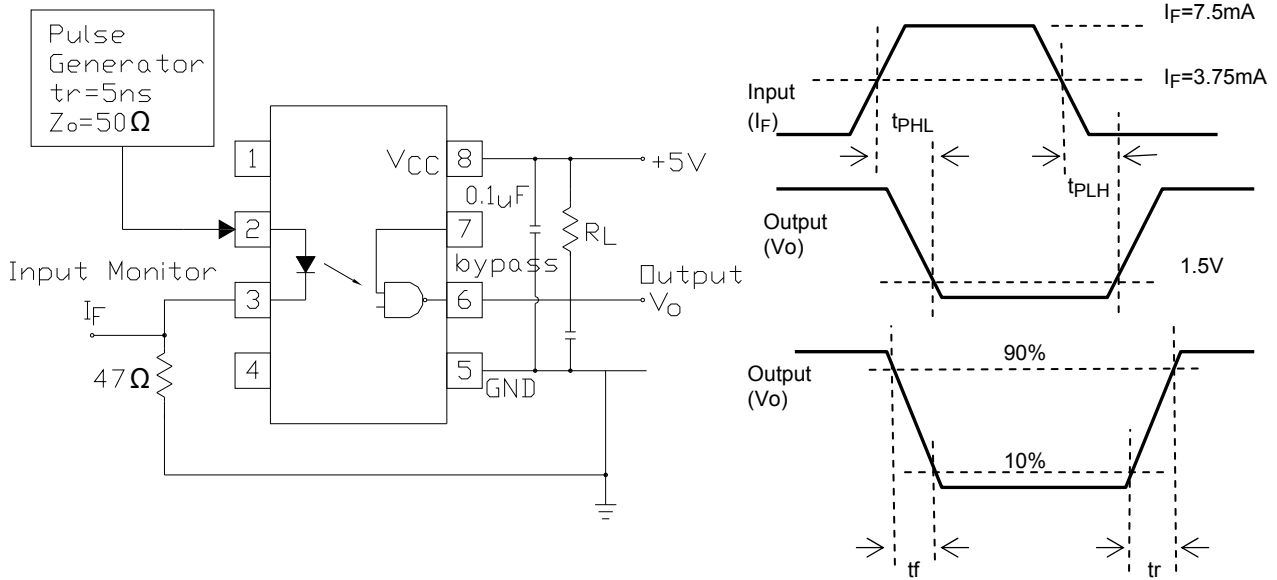 Pulse
Generator
tr=5ns
Zo=50Ω
1
2
3
4
VCC
8
7
6
5
+5V
0.1uF
RL
bypass
Output
Vo
GND
Input Monitor
IF
47Ω
IF=7.5mA
IF=3.75mA
Input
(IF)
tPHL
tPLH
Output
(Vo)
1.5V
90%
Output
(Vo)
10%
tf
tr